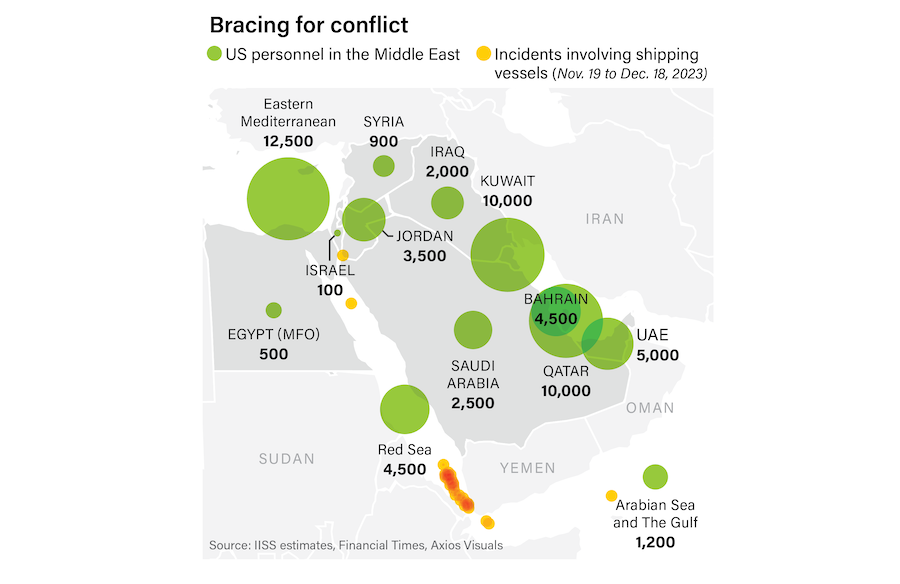 Bracing for conflict
US personnel in the Middle East
Incidents involving shipping
vessels (Nov. 19 to Dec. 18, 2023)
Eastern
Mediterranean
12,500
SYRIA
900
IRAQ
2,000
KUWAIT
10,000
IRAN
JORDAN
3,500
ISRAEL
100
BAHRAIN
4,500
EGYPT (MFO)
500
UAE
5,000
SAUDI
ARABIA
2,500
QATAR
10,000
OMAN
Red Sea
4,500
SUDAN
YEMEN
Arabian Sea
and The Gulf
1,200
Source: IISS estimates, Financial Times, Axios Visuals